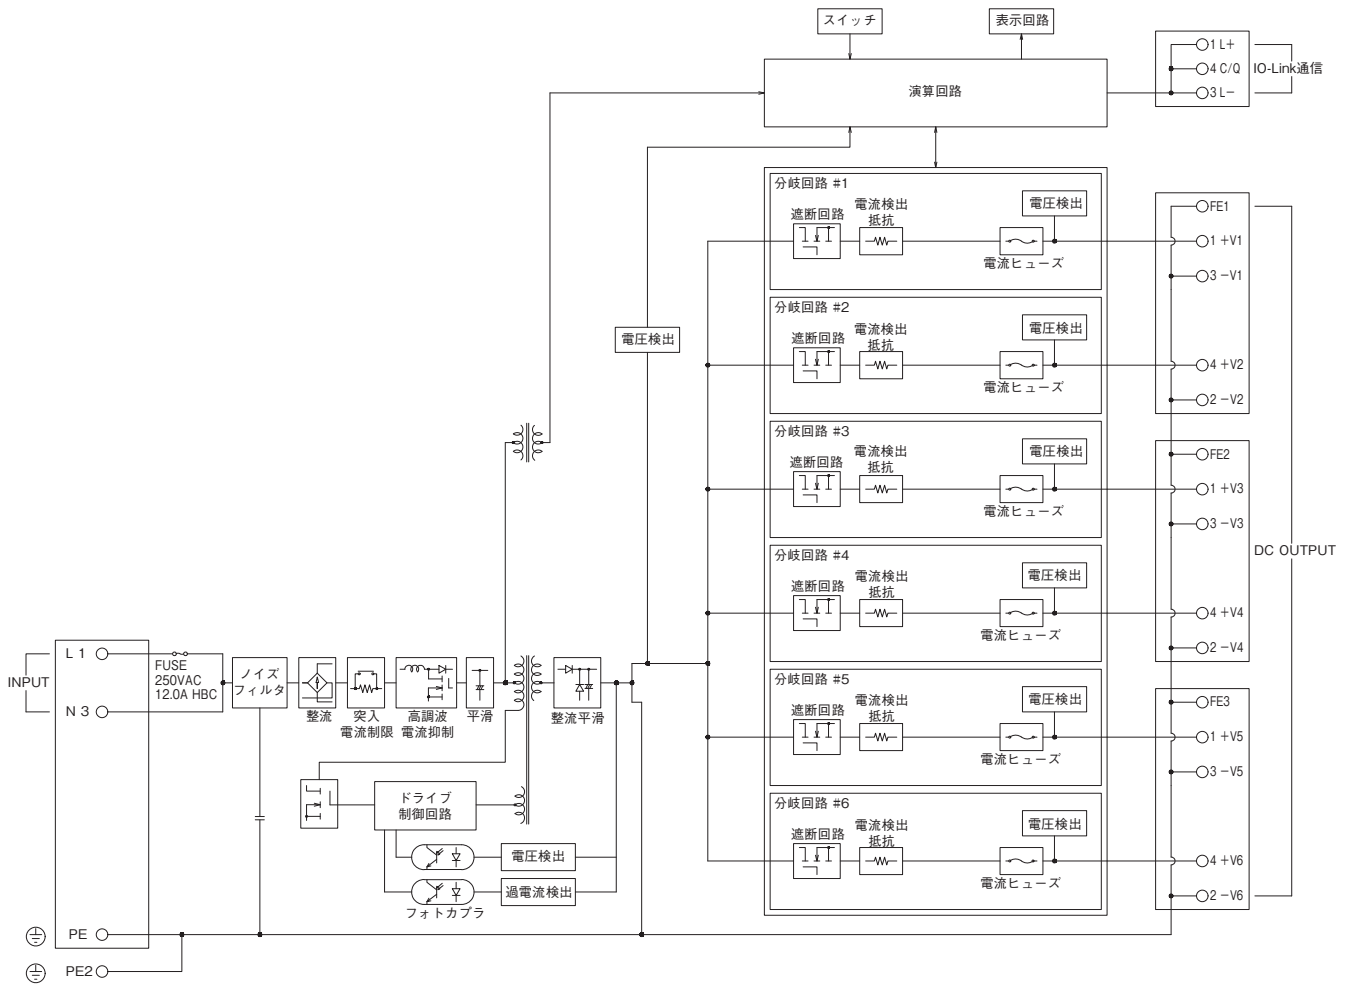 スイッチ
表示回路
演算回路
1 L+
4 C/Q
3 L−
IO-Link通信
分岐回路 #1
遮断回路
電流検出
抵抗
電圧検出
電流ヒューズ
FE1
1 +V1
3 −V1
分岐回路 #2
遮断回路
電流検出
抵抗
電圧検出
電流ヒューズ
4 +V2
2 −V2
電圧検出
分岐回路 #3
遮断回路
電流検出
抵抗
電圧検出
電流ヒューズ
FE2
1 +V3
3 −V3
分岐回路 #4
遮断回路
電流検出
抵抗
電圧検出
電流ヒューズ
4 +V4
2 −V4
DC OUTPUT
分岐回路 #5
遮断回路
電流検出
抵抗
電圧検出
電流ヒューズ
FE3
1 +V5
3 −V5
分岐回路 #6
遮断回路
電流検出
抵抗
電圧検出
電流ヒューズ
4 +V6
2 −V6
INPUT
L 1
N 3
FUSE
250VAC
12.0A HBC
ノイズ
フィルタ
整流
突入
電流制限
高調波
電流抑制
平滑
整流平滑
ドライブ
制御回路
電圧検出
過電流検出
フォトカプラ
PE
PE2